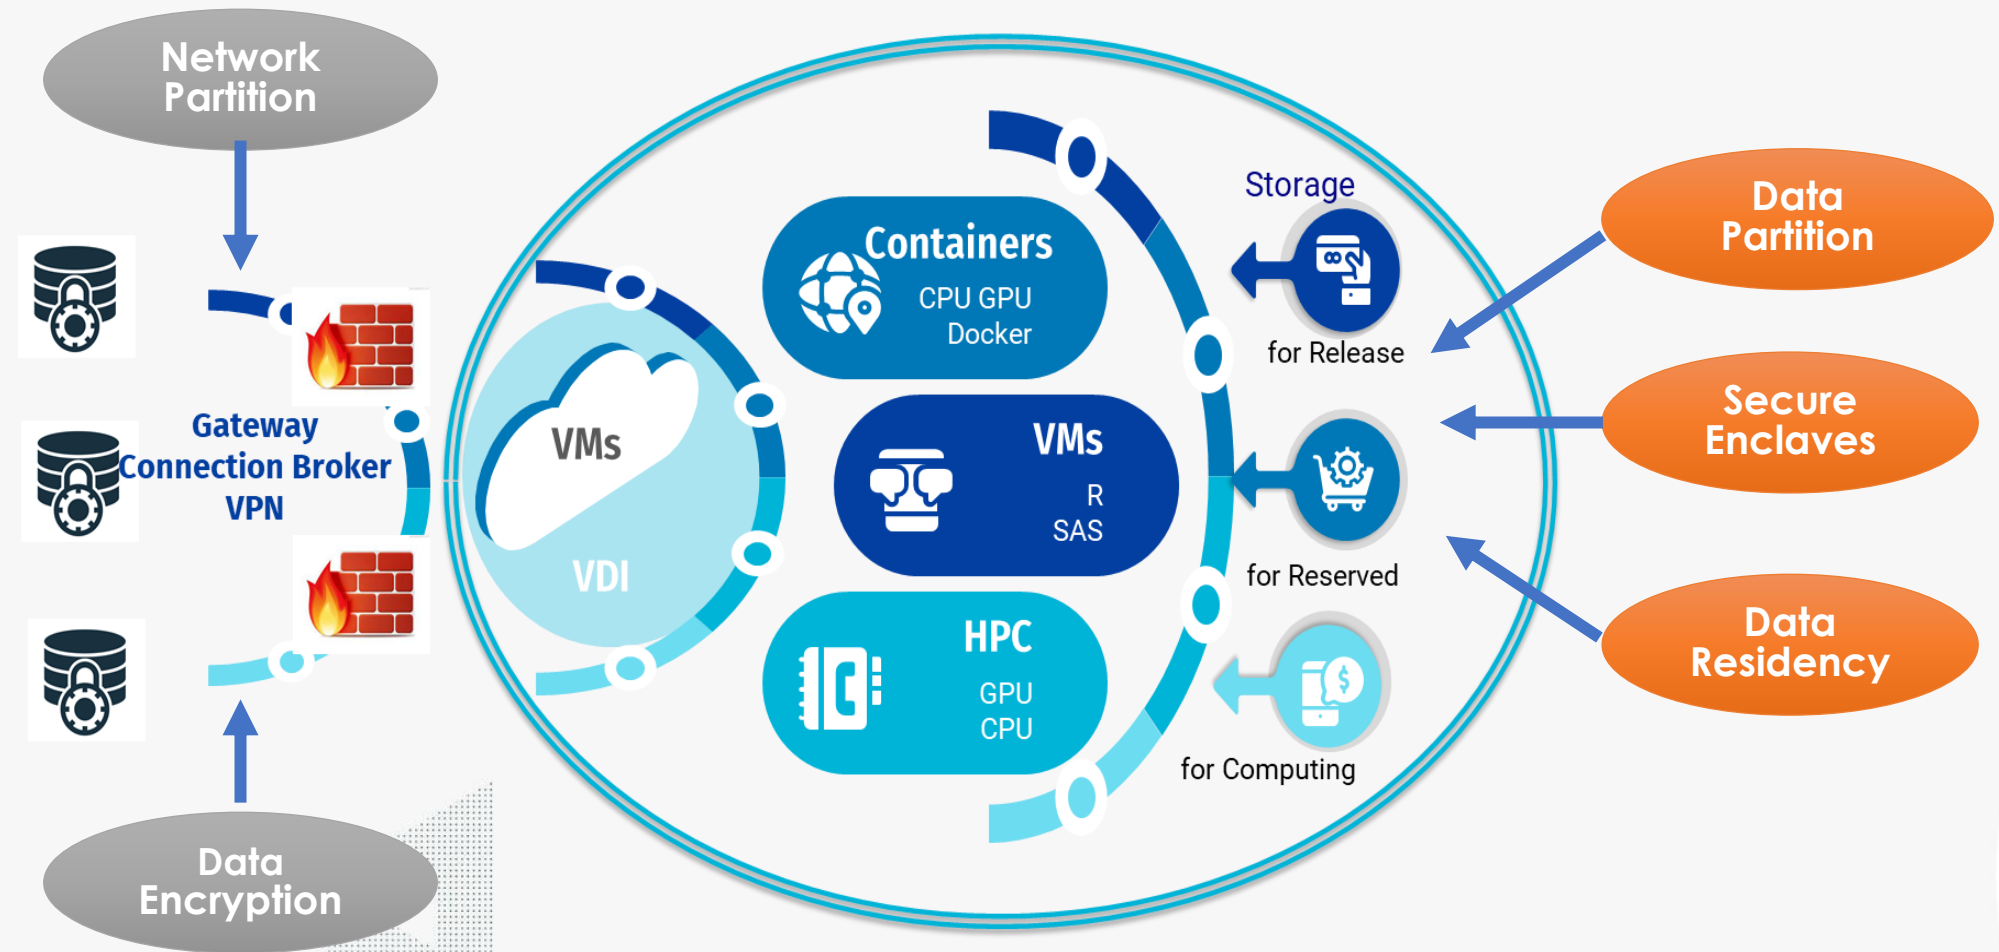 Network
Partition
Gateway
Connection Broker
VPN
Data
Encryption
VMs
VDI
Containers
CPU GPU
Docker
VMs
R
SAS
HPC
GPU
CPU
Storage
for Release
for Reserved
for Computing
Data
Partition
Secure
Enclaves
Data
Residency